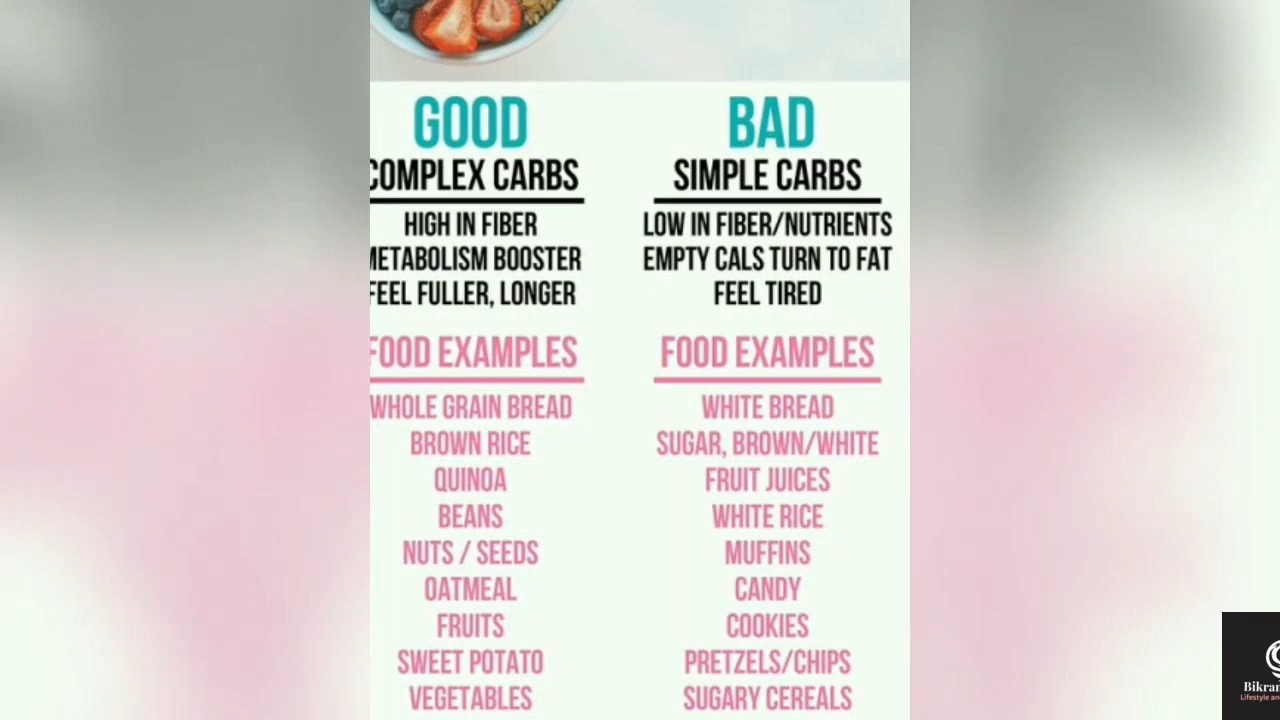 GOOD
COMPLEX CARBS
HIGH IN FIBER
METABOLISM BOOSTER
FEEL FULLER, LONGER
FOOD EXAMPLES
WHOLE GRAIN BREAD
BROWN RICE
QUINOA
BEANS
NUTS / SEEDS
OATMEAL
FRUITS
SWEET POTATO
VEGETABLES
BAD
SIMPLE CARBS
LOW IN FIBER/NUTRIENTS
EMPTY CALS TURN TO FAT
FEEL TIRED
FOOD EXAMPLES
WHITE BREAD
SUGAR, BROWN/WHITE
FRUIT JUICES
WHITE RICE
MUFFINS
CANDY
COOKIES
PRETZELS/CHIPS
SUGARY CEREALS
Lifestyle